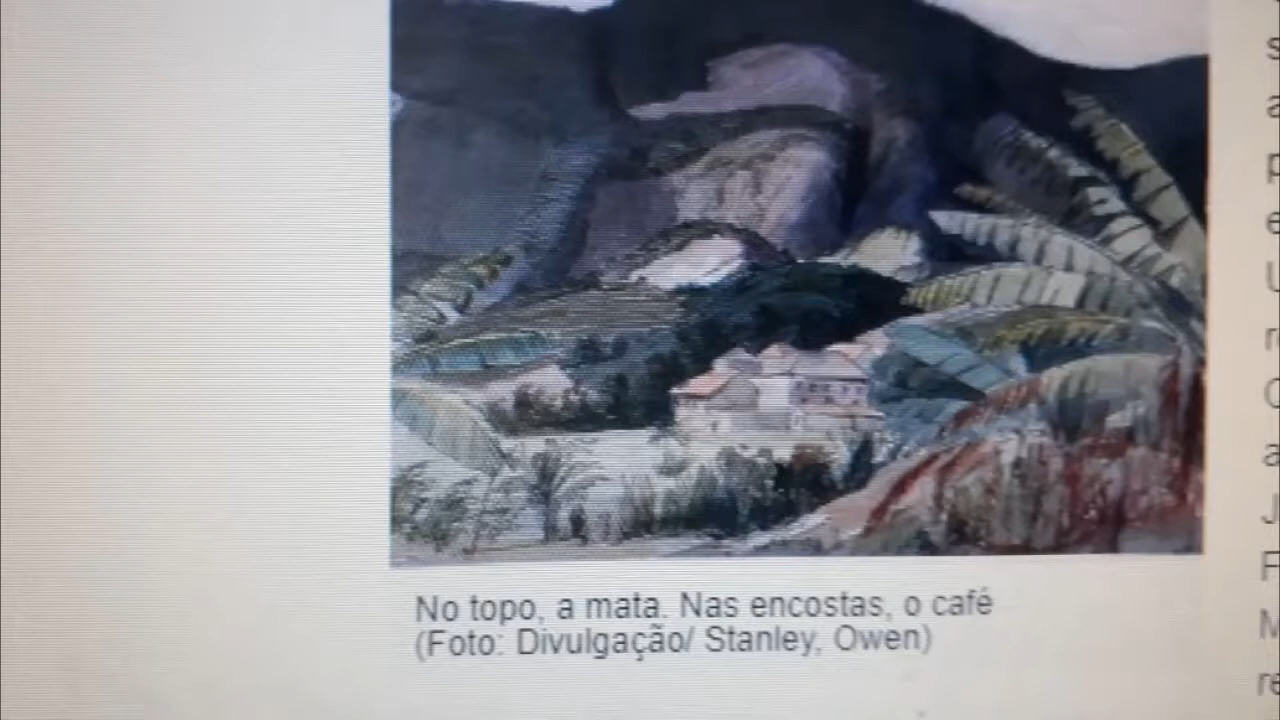 No topo, a mata. Nas encostas, o café
(Foto: Divulgação/ Stanley, Owen)